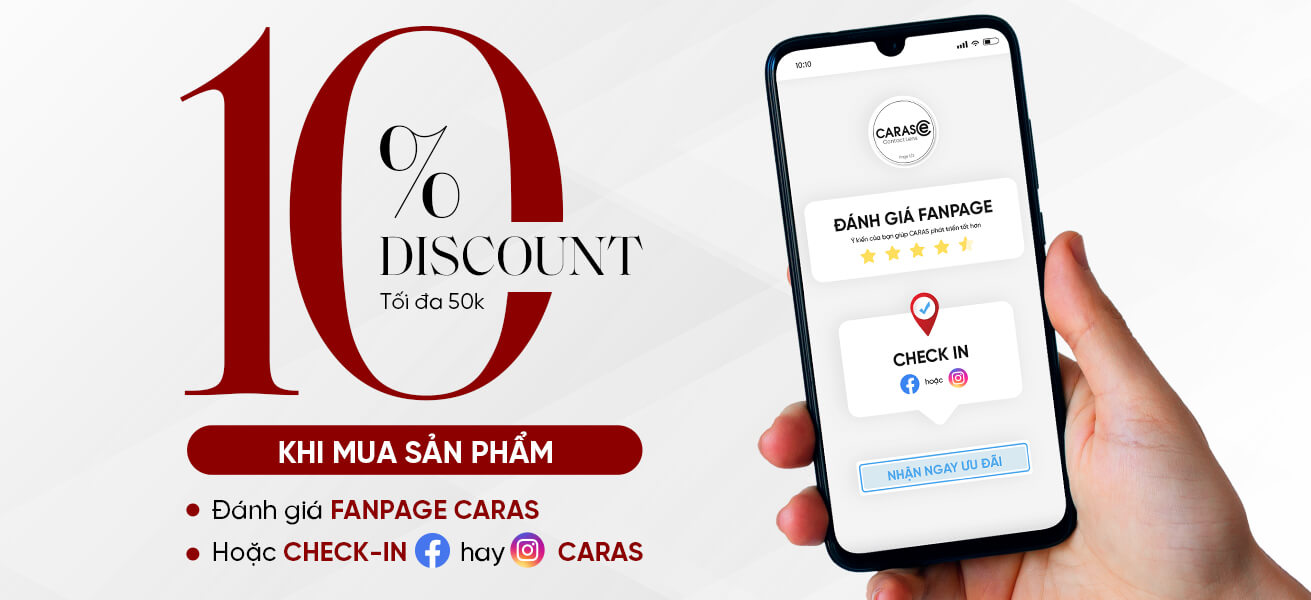 10
%
DISCOUNT
Tối đa 50k
KHI MUA SẢN PHẨM
Đánh giá FANPAGE CARAS
Hoặc CHECK-IN hay CARAS
10:10
CARAS
Contact Lens
ĐÁNH GIÁ FANPAGE
Ý kiến của bạn giúp CARAS phát triển tốt hơn
CHECK IN
hoặc
NHẬN NGAY ƯU ĐÃI